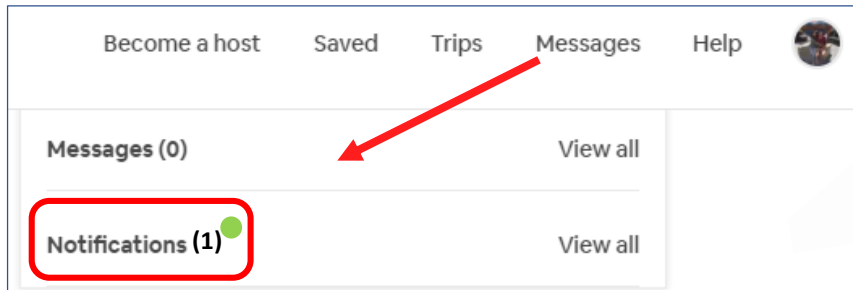 Become a host Saved Trips Messages Help
Messages (0) View all
Notifications (1) View all